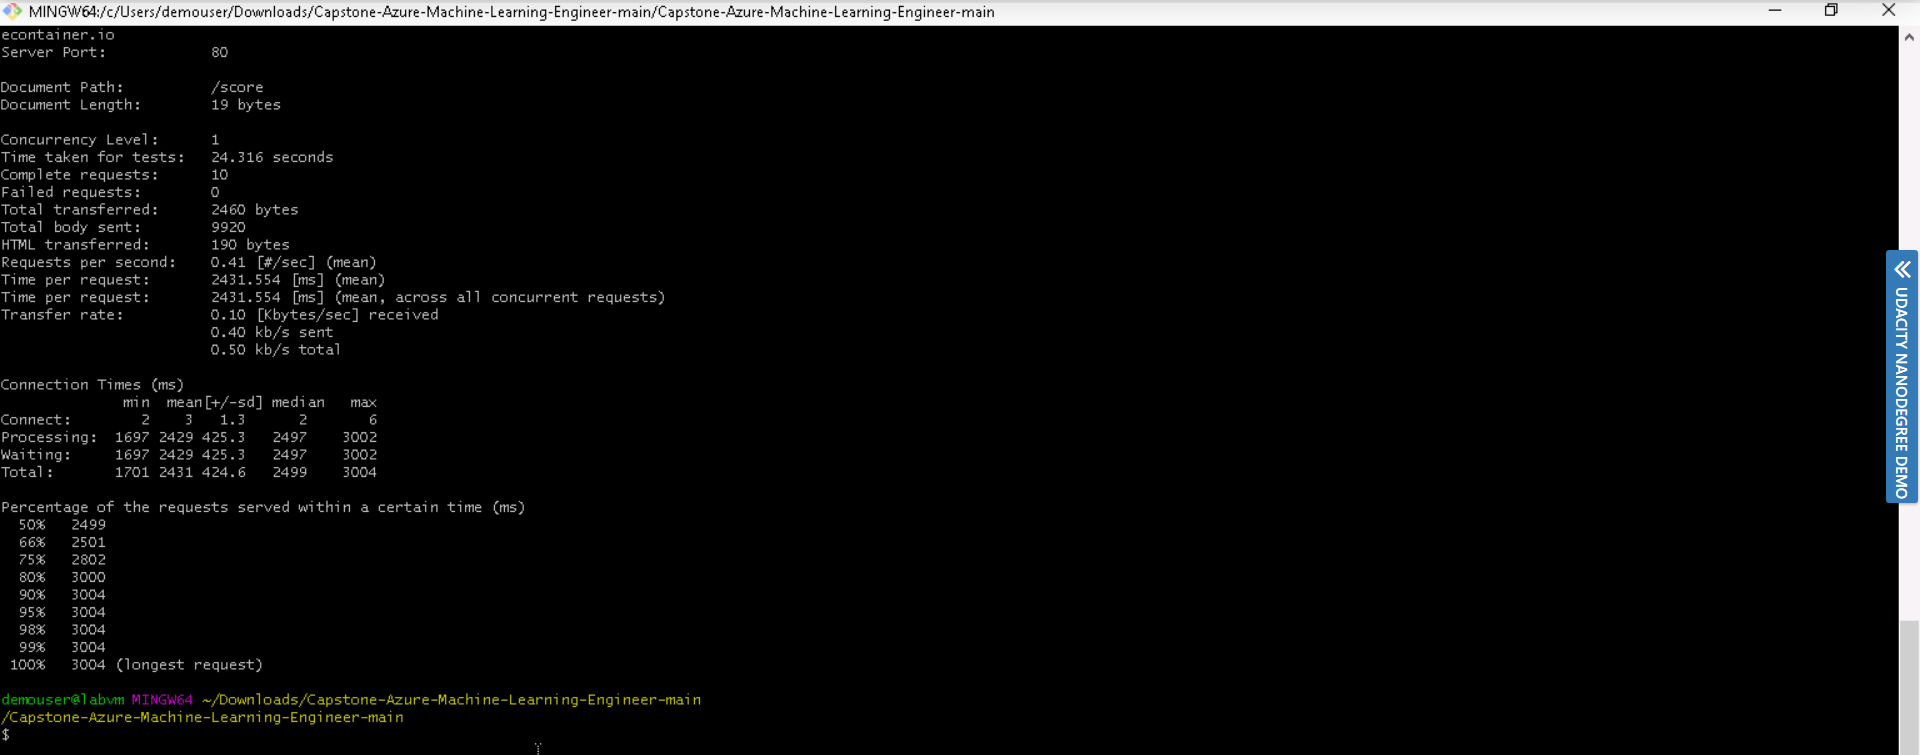 MINGW64:/c/Users/demouser/Downloads/Capstone-Azure-Machine-Learning-Engineer-main/Capstone-Azure-Machine-Learning-Engineer-main
econtainer.io
Server Port:            80

Document Path:          /score
Document Length:        19 bytes

Concurrency Level:      1
Time taken for tests:   24.316 seconds
Complete requests:      10
Failed requests:        0
Total transferred:      2460 bytes
Total body sent:        9920
HTML transferred:       190 bytes
Requests per second:    0.41 [#/sec] (mean)
Time per request:       2431.554 [ms] (mean)
Time per request:       2431.554 [ms] (mean, across all concurrent requests)
Transfer rate:          0.10 [Kbytes/sec] received
                        0.40 kb/s sent
                        0.50 kb/s total

Connection Times (ms)
              min  mean[+/-sd] median   max
Connect:        2    3   1.3      2       6
Processing:  1697 2429 425.3   2497    3002
Waiting:     1697 2429 425.3   2497    3002
Total:       1701 2431 424.6   2499    3004

Percentage of the requests served within a certain time (ms)
  50%   2499
  66%   2501
  75%   2802
  80%   3000
  90%   3004
  95%   3004
  98%   3004
  99%   3004
 100%   3004 (longest request)

demouser@labvm MINGW64 ~/Downloads/Capstone-Azure-Machine-Learning-Engineer-main
/Capstone-Azure-Machine-Learning-Engineer-main
$
UDACITY NANODEGREE DEMO